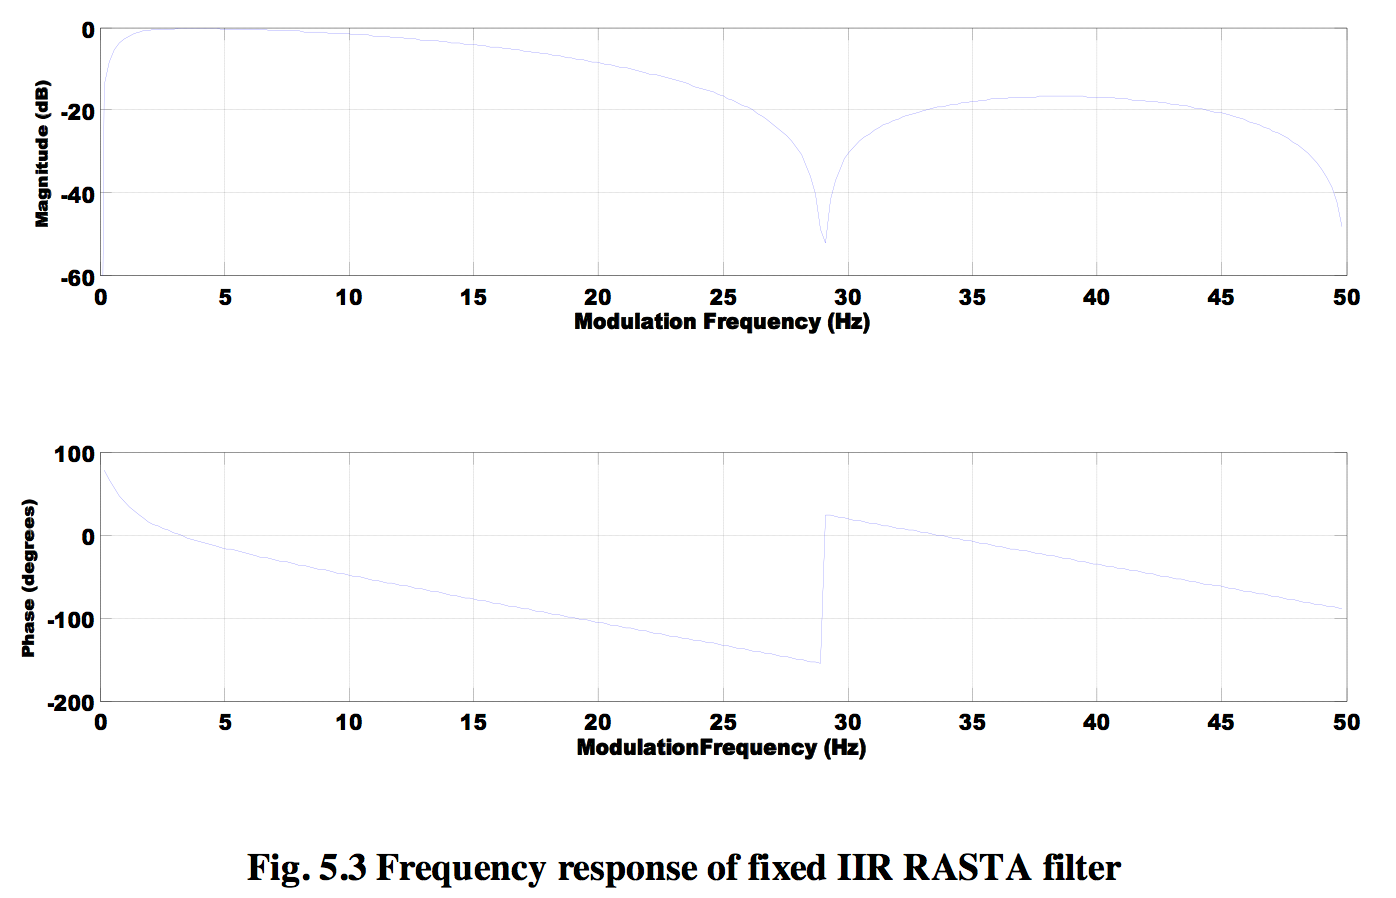 0
-20
-40
-60
Magnitude (dB)
0 5 10 15 20 25 30 35 40 45 50
Modulation Frequency (Hz)
100
0
-100
-200
Phase (degrees)
0 5 10 15 20 25 30 35 40 45 50
ModulationFrequency (Hz)
Fig. 5.3 Frequency response of fixed IIR RASTA filter